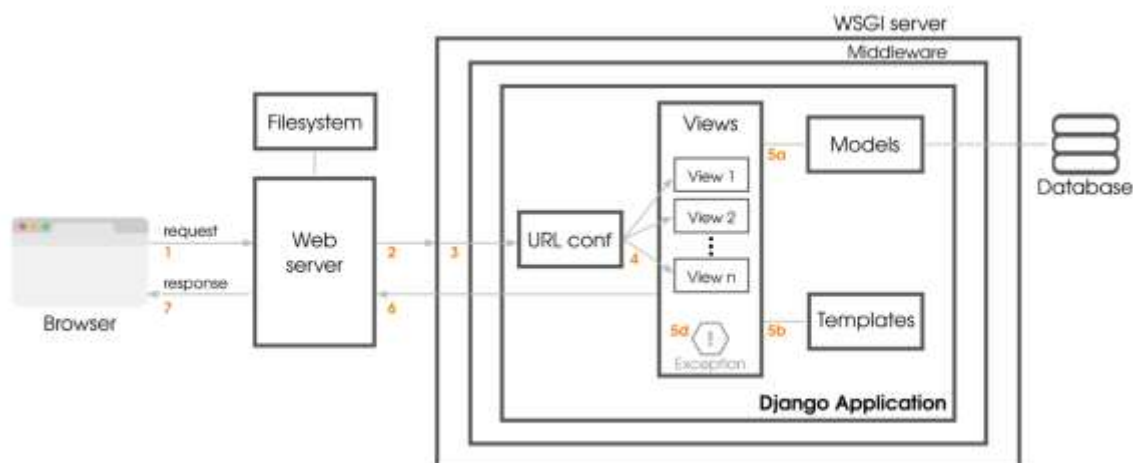 WSGI server
Middleware
Filesystem
Views
Models
5a
Database
View 1
View 2
View n
request
1
Web
server
2
3
URL conf
4
response
7
6
Browser
5d
!
Exception
5b
Templates
Django Application